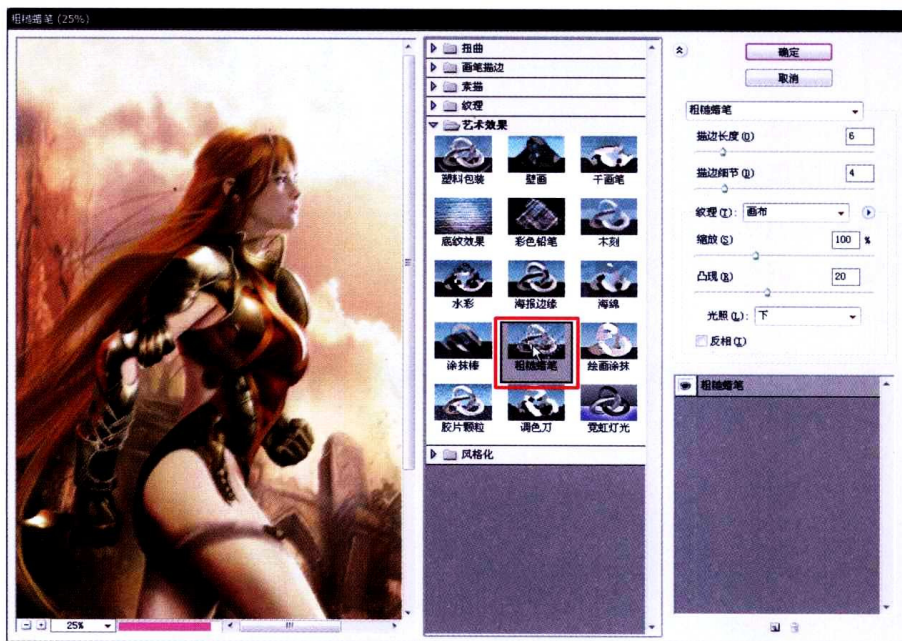 粗糙蜡笔 (25%)
25%
扭曲
画笔描边
素描
纹理
艺术效果
塑料包装 壁画 干画笔
底纹效果 彩色铅笔 木刻
水彩 海报边缘 海绵
涂抹棒 粗糙蜡笔 绘画涂抹
胶片颗粒 调色刀 霓虹灯光
风格化
确定
取消
粗糙蜡笔
描边长度(D) 6
描边细节(D) 4
纹理(T): 画布
缩放(S) 100 %
凸现(R) 20
光照(L): 下
反相(I)
粗糙蜡笔